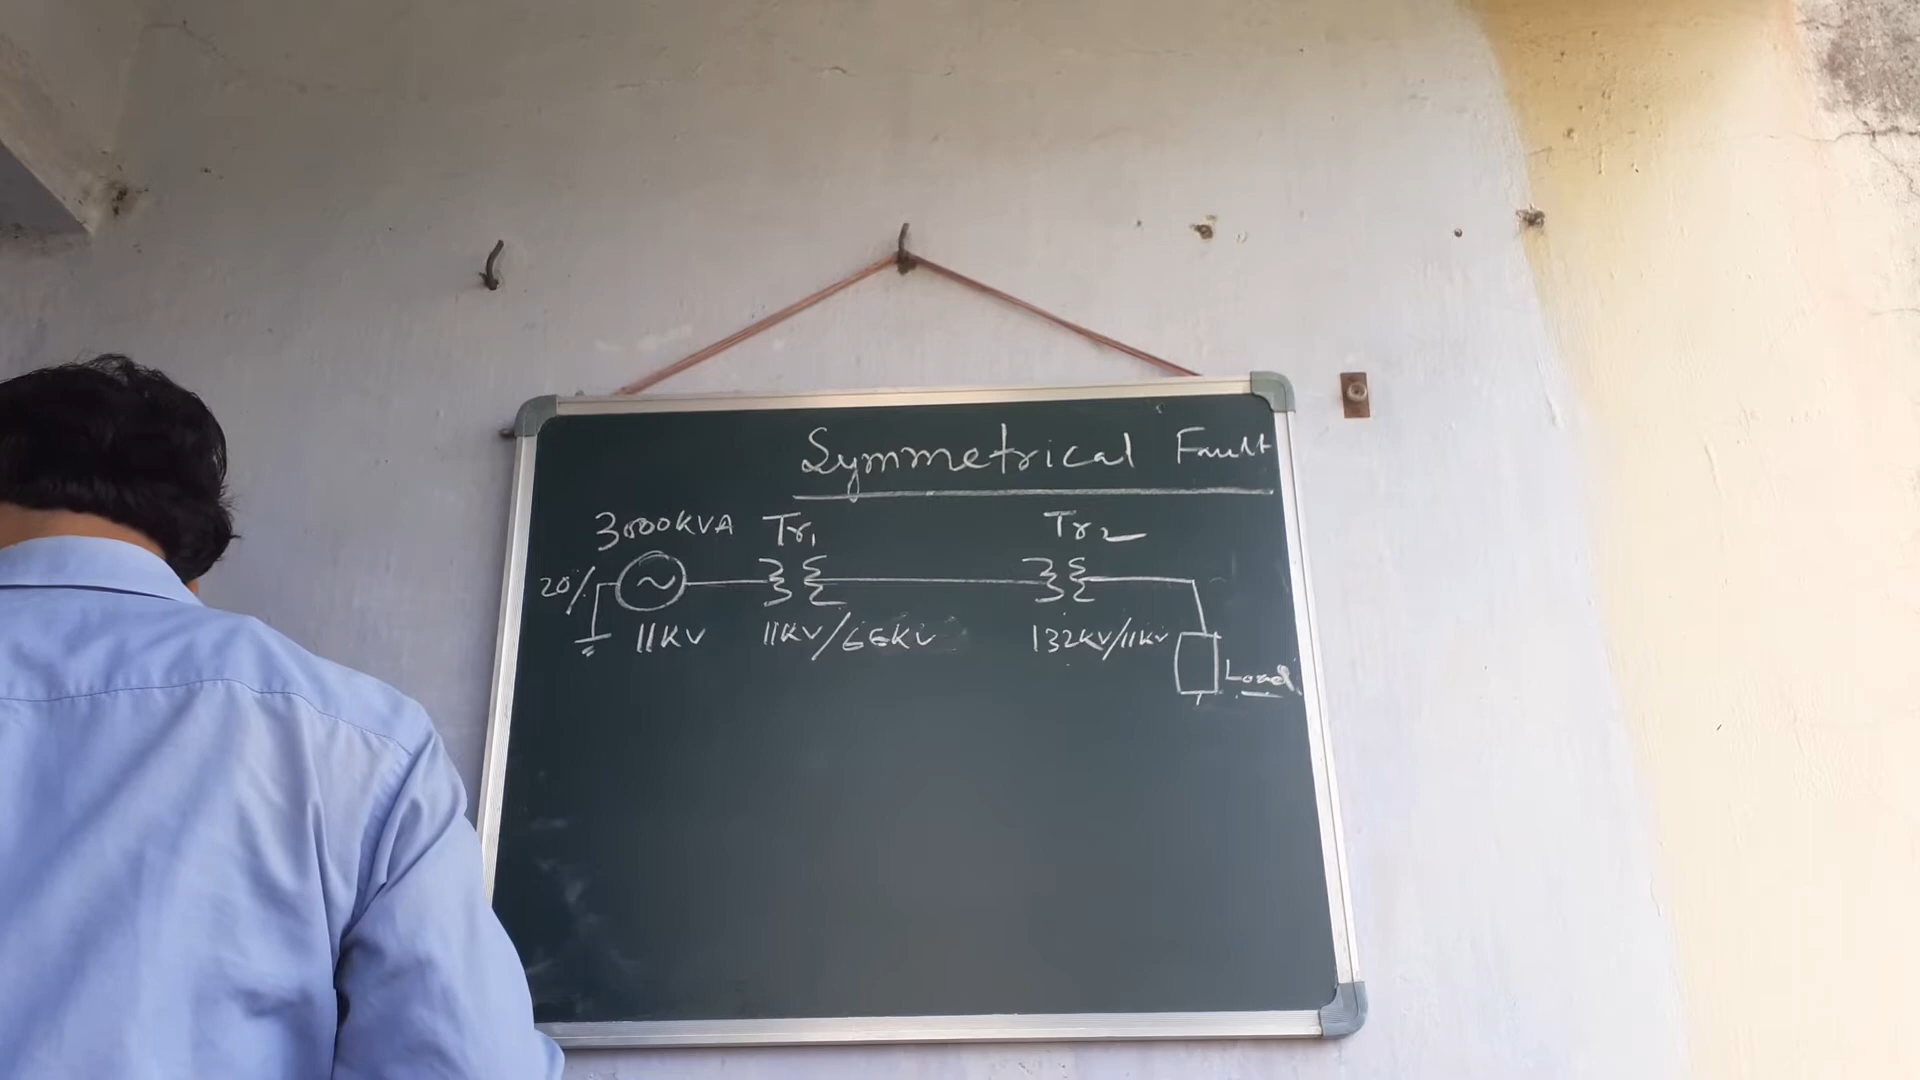 Symmetrical Fault
3000KVA Tr1 Tr2
20%
11KV 11KV/66KV 132KV/11KV
Load